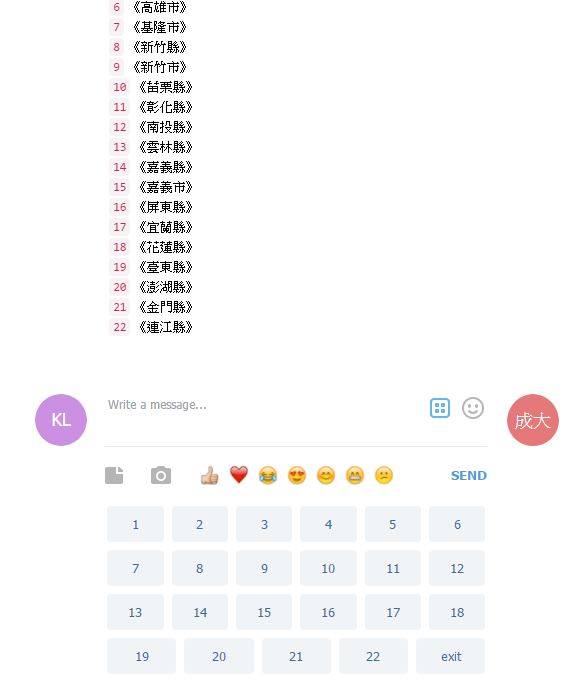 6 《高雄市》
7 《基隆市》
8 《新竹縣》
9 《新竹市》
10 《苗栗縣》
11 《彰化縣》
12 《南投縣》
13 《雲林縣》
14 《嘉義縣》
15 《嘉義市》
16 《屏東縣》
17 《宜蘭縣》
18 《花蓮縣》
19 《臺東縣》
20 《澎湖縣》
21 《金門縣》
22 《連江縣》
KL
Write a message...
成大
SEND
1 2 3 4 5 6
7 8 9 10 11 12
13 14 15 16 17 18
19 20 21 22 exit